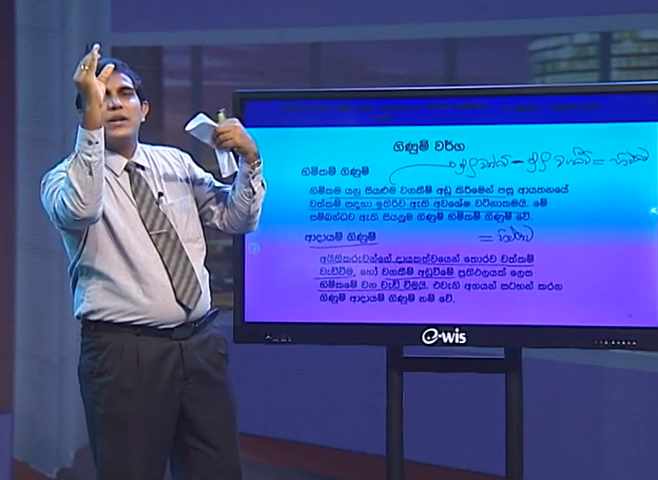 ගිණුම් වර්ග
හිමිකම් ගිණුම්
හිමිකම යනු සියළුම වගකීම් අඩු කිරීමෙන් පසු ආයතනයේ
වත්කම් සඳහා ඉතිරිව ඇති අවශේෂ වටිනාකමයි. මේ
සම්බන්ධව ඇති සියලුම ගිණුම් හිමිකම් ගිණුම් වේ.
ආදායම් ගිණුම්
අයිතිකරුවන්ගේ දායකත්වයෙන් තොරව වත්කම්
වැඩිවීම, හෝ වගකීම් අඩුවීමේ ප්‍රතිඵලයක් ලෙස
හිමිකමේ වන වැඩි වීමයි. එවැනි අගයන් සටහන් කරන
ගිණුම් ආදායම් ගිණුම් නම් වේ.
e-wis